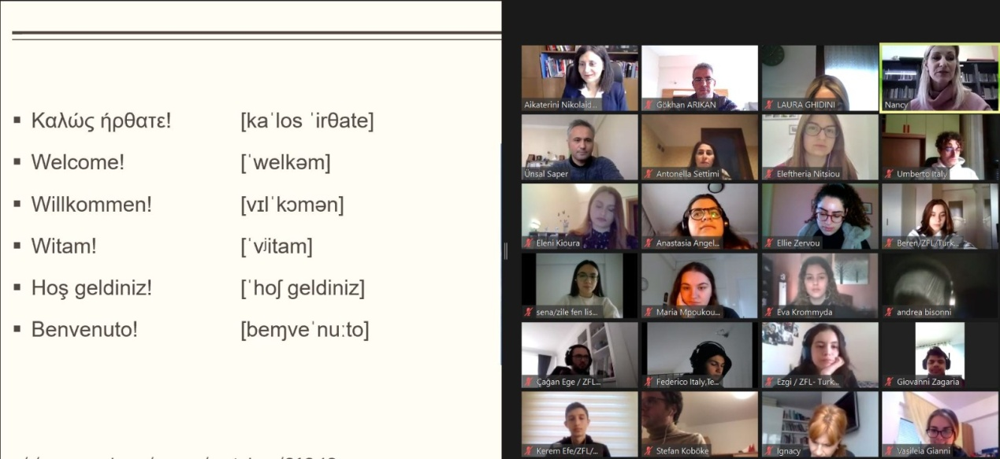 ▪ Καλώς ήρθατε! [kaˈlos ˈirθate]
▪ Welcome! [ˈwelkəm]
▪ Willkommen! [vɪlˈkɔmən]
▪ Witam! [ˈvʲitam]
▪ Hoş geldiniz! [ˈhoʃ geldiniz]
▪ Benvenuto! [beɱveˈnuːto]
Aikaterini Nikolaid...
Gökhan ARIKAN
LAURA GHIDINI
Nancy
Ünsal Saper
Antonella Settimi
Eleftheria Nitsiou
Umberto Italy
Eleni Kioura
Anastasia Angel...
Ellie Zervou
Beren/ZFL/Turk...
sena/zile fen lis...
Maria Mpoukou...
Eva Krommyda
andrea bisonni
Çağan Ege / ZFL...
Federico Italy,Te...
Ezgi / ZFL- Turk...
Giovanni Zagaria
Kerem Efe/ZFL/...
Stefan Koböke
Ignacy
Vasileia Gianni